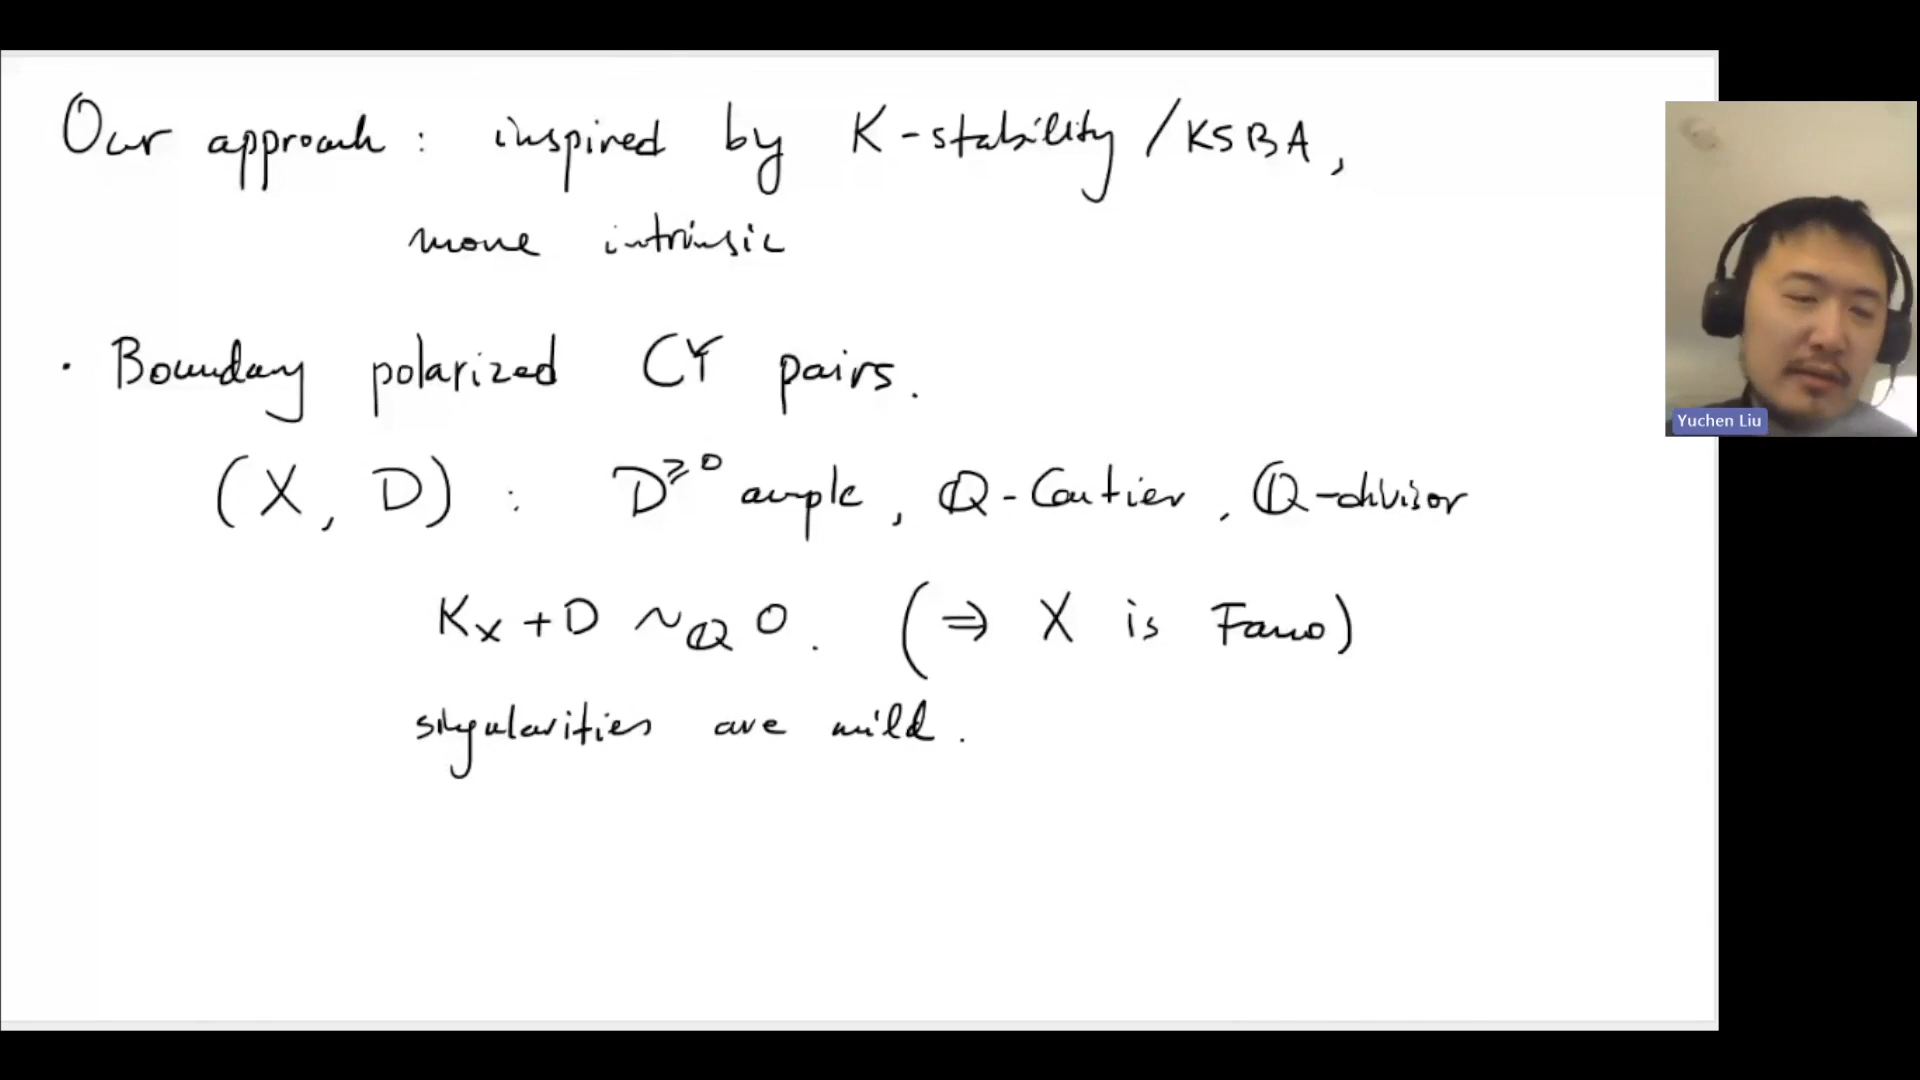 Our approach : inspired by K-stability / KSBA,
more intrinsic
· Boundary polarized CY pairs.
(X, D) : D≥0 ample, ℚ-Cartier, ℚ-divisor
K_X + D ~_ℚ 0. (⇒ X is Fano)
singularities are mild.
Yuchen Liu